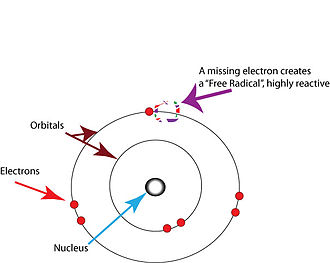 A missing electron creates
a "Free Radical", highly reactive
Orbitals
Electrons
Nucleus